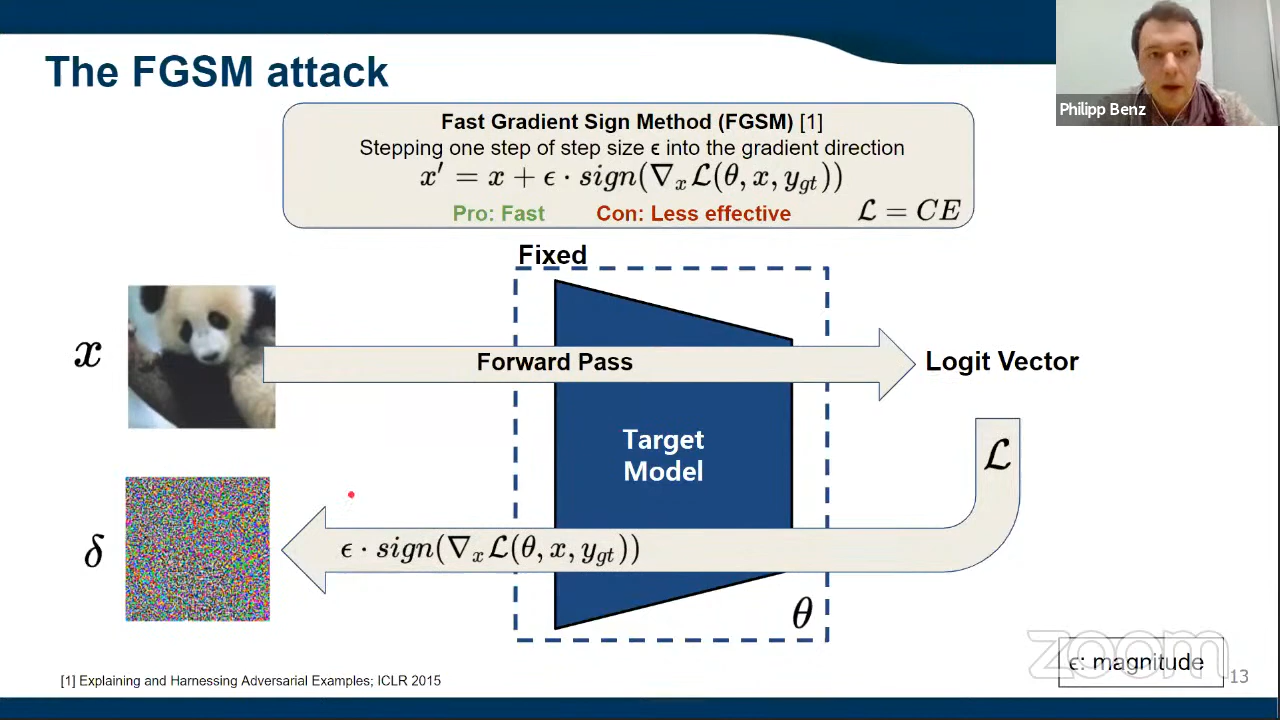 The FGSM attack
Philipp Benz
Fast Gradient Sign Method (FGSM) [1]
Stepping one step of step size ϵ into the gradient direction
x′ = x + ϵ · sign(∇ₓℒ(θ, x, y_gt))
Pro: Fast Con: Less effective ℒ = CE
Fixed
x
Forward Pass
Logit Vector
Target
Model
ℒ
δ
ϵ · sign(∇ₓℒ(θ, x, y_gt))
θ
zoom
ϵ: magnitude
13
[1] Explaining and Harnessing Adversarial Examples; ICLR 2015